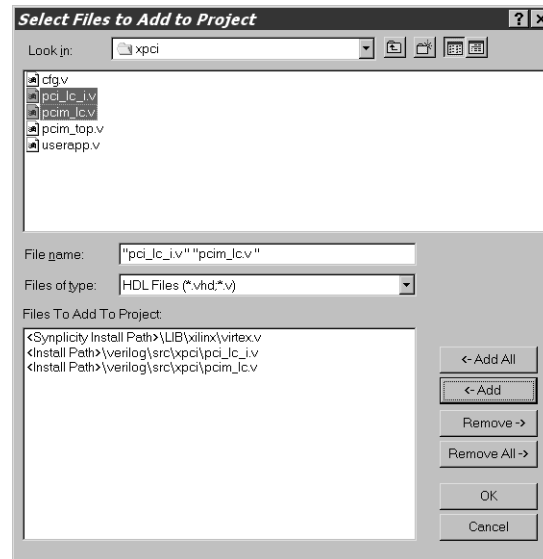 Select Files to Add to Project
Look in: xpci
cfg.v
pci_lc_i.v
pcim_lc.v
pcim_top.v
userapp.v
File name: "pci_lc_i.v" "pcim_lc.v"
Files of type: HDL Files (*.vhd;*.v)
Files To Add To Project:
<Synplicity Install Path>\LIB\xilinx\virtex.v
<Install Path>\verilog\src\xpci\pci_lc_i.v
<Install Path>\verilog\src\xpci\pcim_lc.v
<- Add All
<- Add
Remove ->
Remove All ->
OK
Cancel